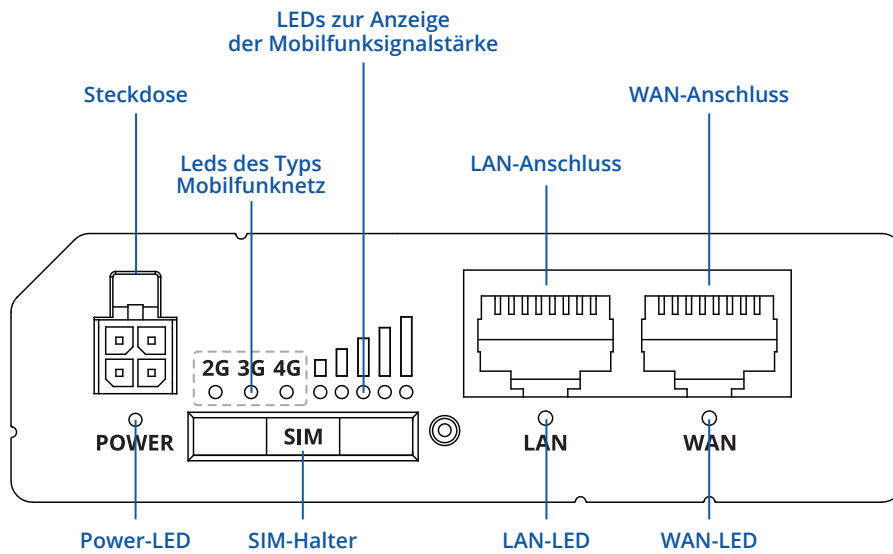 LEDs zur Anzeige
der Mobilfunksignalstärke
Steckdose
WAN-Anschluss
Leds des Typs
Mobilfunknetz
LAN-Anschluss
2G 3G 4G
POWER
SIM
LAN
WAN
Power-LED
SIM-Halter
LAN-LED
WAN-LED